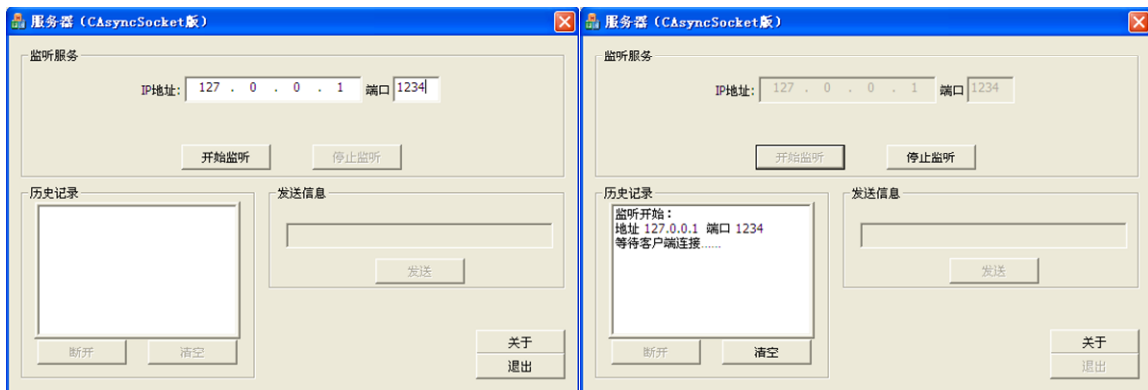 服务器（CAsyncSocket版）
监听服务
IP地址: 127 . 0 . 0 . 1 端口 1234
开始监听 停止监听
历史记录
发送信息
发送
断开 清空
关于
退出
服务器（CAsyncSocket版）
监听服务
IP地址: 127 . 0 . 0 . 1 端口 1234
开始监听 停止监听
历史记录
监听开始：
地址 127.0.0.1 端口 1234
等待客户端连接……
发送信息
发送
断开 清空
关于
退出